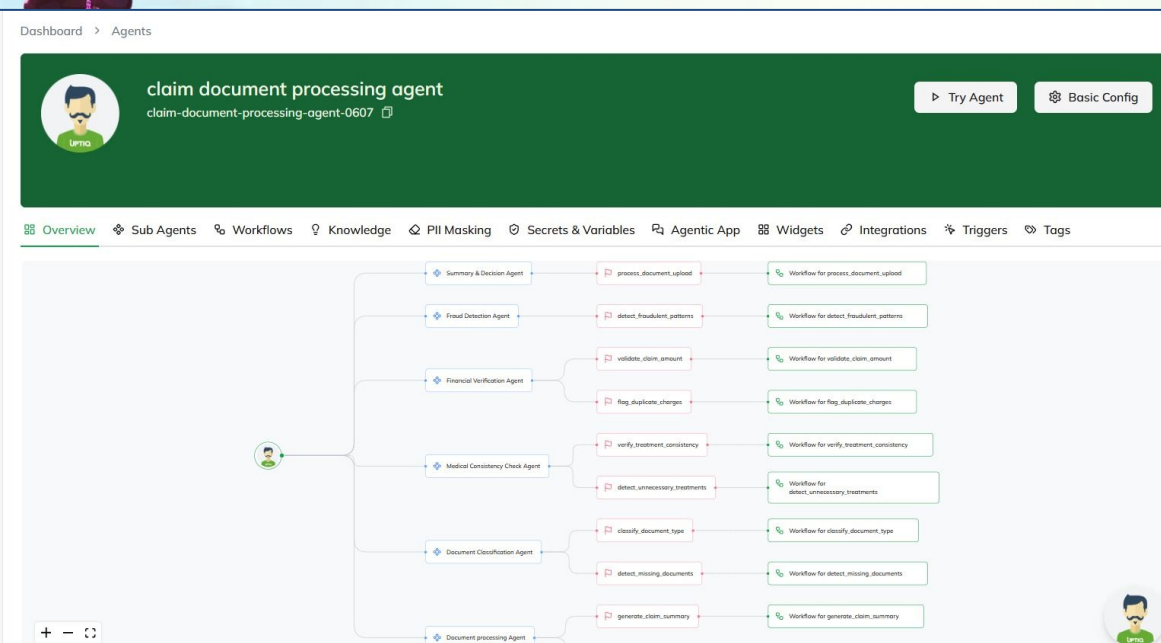 Dashboard > Agents
claim document processing agent
claim-document-processing-agent-0607
UPTIQ
Try Agent
Basic Config
Overview
Sub Agents
Workflows
Knowledge
PII Masking
Secrets & Variables
Agentic App
Widgets
Integrations
Triggers
Tags
Summary & Decision Agent
process_document_upload
Workflow for process_document_upload
Fraud Detection Agent
detect_fraudulent_patterns
Workflow for detect_fraudulent_patterns
validate_claim_amount
Workflow for validate_claim_amount
Financial Verification Agent
flag_duplicate_charges
Workflow for flag_duplicate_charges
verify_treatment_consistency
Workflow for verify_treatment_consistency
Medical Consistency Check Agent
detect_unnecessary_treatments
Workflow for
detect_unnecessary_treatments
classify_document_type
Workflow for classify_document_type
Document Classification Agent
detect_missing_documents
Workflow for detect_missing_documents
generate_claim_summary
Workflow for generate_claim_summary
Document processing Agent
UPTIQ